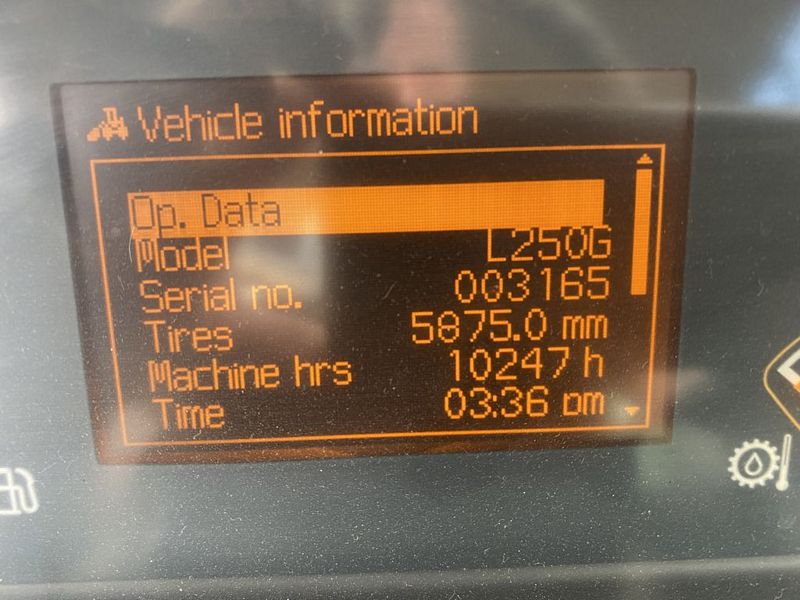 Vehicle information
Op. Data
Model L250G
Serial no. 003165
Tires 5875.0 mm
Machine hrs 10247 h
Time 03:36 pm